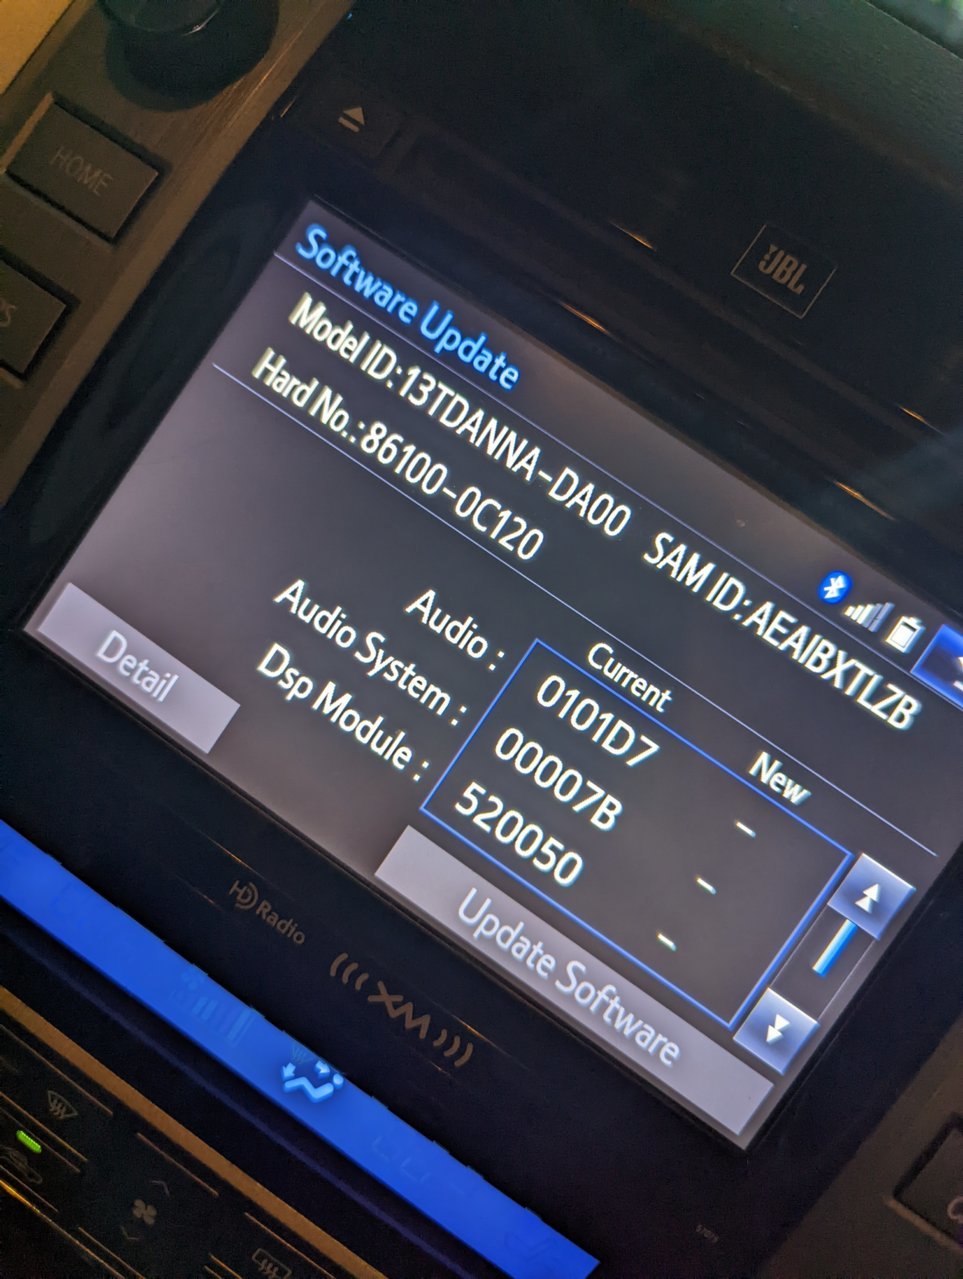 HOME
JBL
Software Update
Model ID:13TDANNA-DA00 SAM ID:AEAIBXTLZB
Hard No.:86100-0C120
Current New
Audio : 0101D7 -
Audio System : 00007B -
Dsp Module : 520050 -
Detail
Update Software
HD Radio
((( XM )))